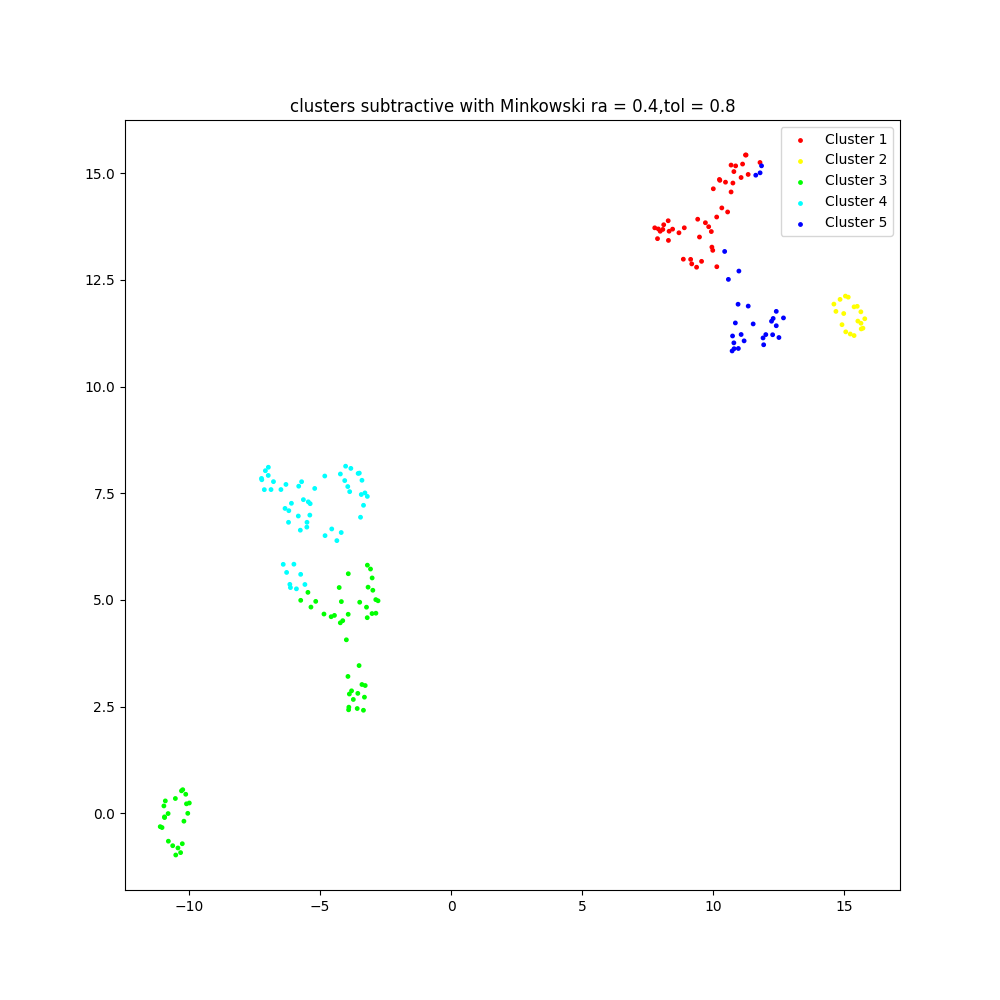 clusters subtractive with Minkowski ra = 0.4,tol = 0.8
Cluster 1
Cluster 2
Cluster 3
Cluster 4
Cluster 5
15.0
12.5
10.0
7.5
5.0
2.5
0.0
−10 −5 0 5 10 15